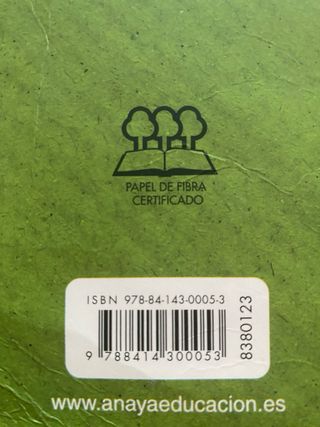 PAPEL DE FIBRA
CERTIFICADO
ISBN 978-84-143-0005-3
9 788414 300053
8380123
www.anayaeducacion.es